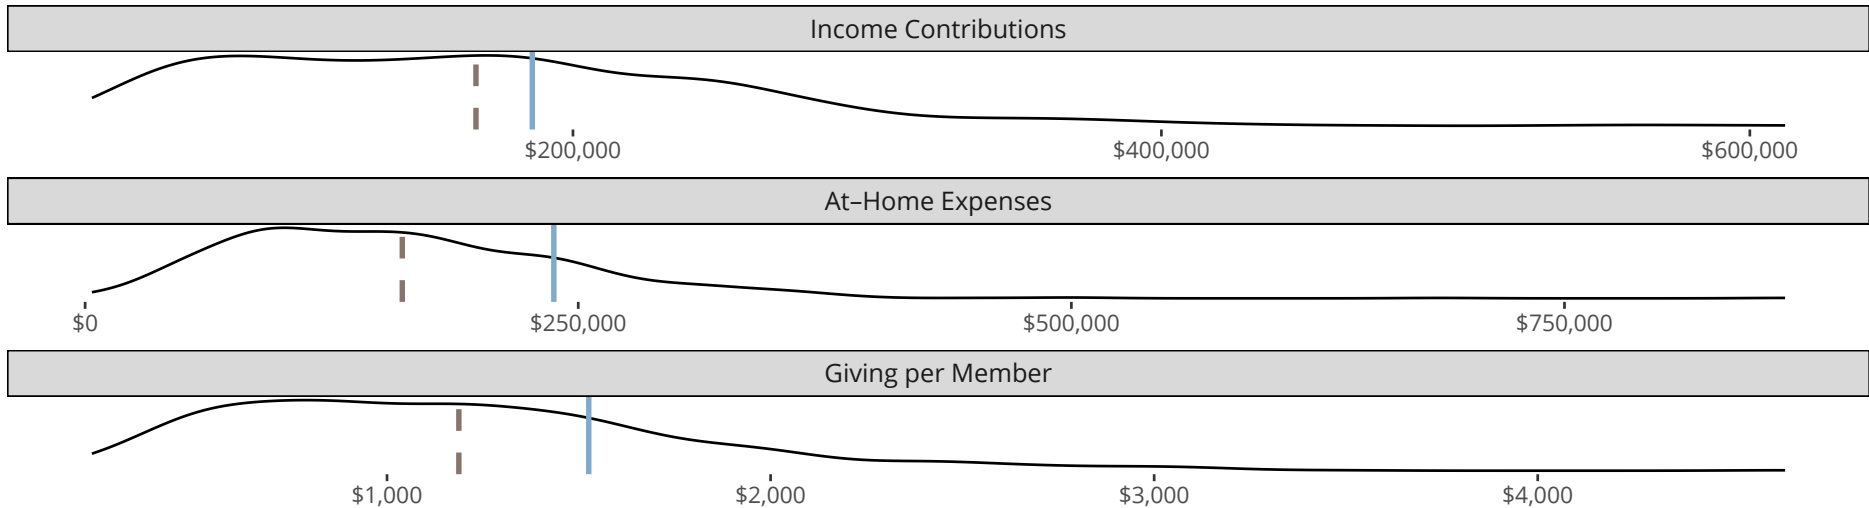 Income Contributions
$200,000 $400,000 $600,000
At–Home Expenses
$0 $250,000 $500,000 $750,000
Giving per Member
$1,000 $2,000 $3,000 $4,000